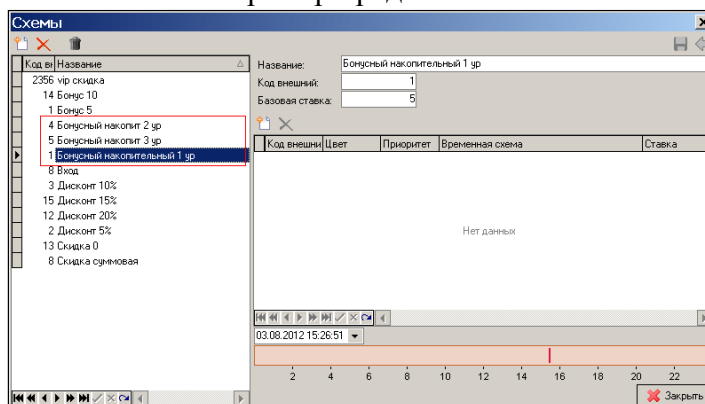 Схемы
Код вн Название
2356 vip скидка
14 Бонус 10
1 Бонус 5
4 Бонусный накопит 2 ур
5 Бонусный накопит 3 ур
1 Бонусный накопительный 1 ур
8 Вход
3 Дисконт 10%
15 Дисконт 15%
12 Дисконт 20%
2 Дисконт 5%
13 Скидка 0
8 Скидка суммовая
Название: Бонусный накопительный 1 ур
Код внешний: 1
Базовая ставка: 5
Код внешни Цвет Приоритет Временная схема Ставка
Нет данных
03.08.2012 15:26:51
2 4 6 8 10 12 14 16 18 20 22
Закрыть